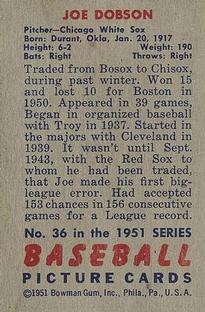 JOE DOBSON
Pitcher—Chicago White Sox
Born: Durant, Okla, Jan. 20, 1917
Height: 6-2 Weight: 190
Bats: Right Throws: Right
Traded from Bosox to Chisox,
during past winter. Won 15
and lost 10 for Boston in
1950. Appeared in 39 games,
Began in organized baseball
with Troy in 1937. Started in
the majors with Cleveland in
1939. It wasn't until Sept.
1943, with the Red Sox to
whom he had been traded,
that Joe made his first big-
league error. Had accepted
153 chances in 156 consecutive
games for a League record.
No. 36 in the 1951 SERIES
BASEBALL
PICTURE CARDS
©1951 Bowman Gum, Inc., Phila., Pa., U. S. A.